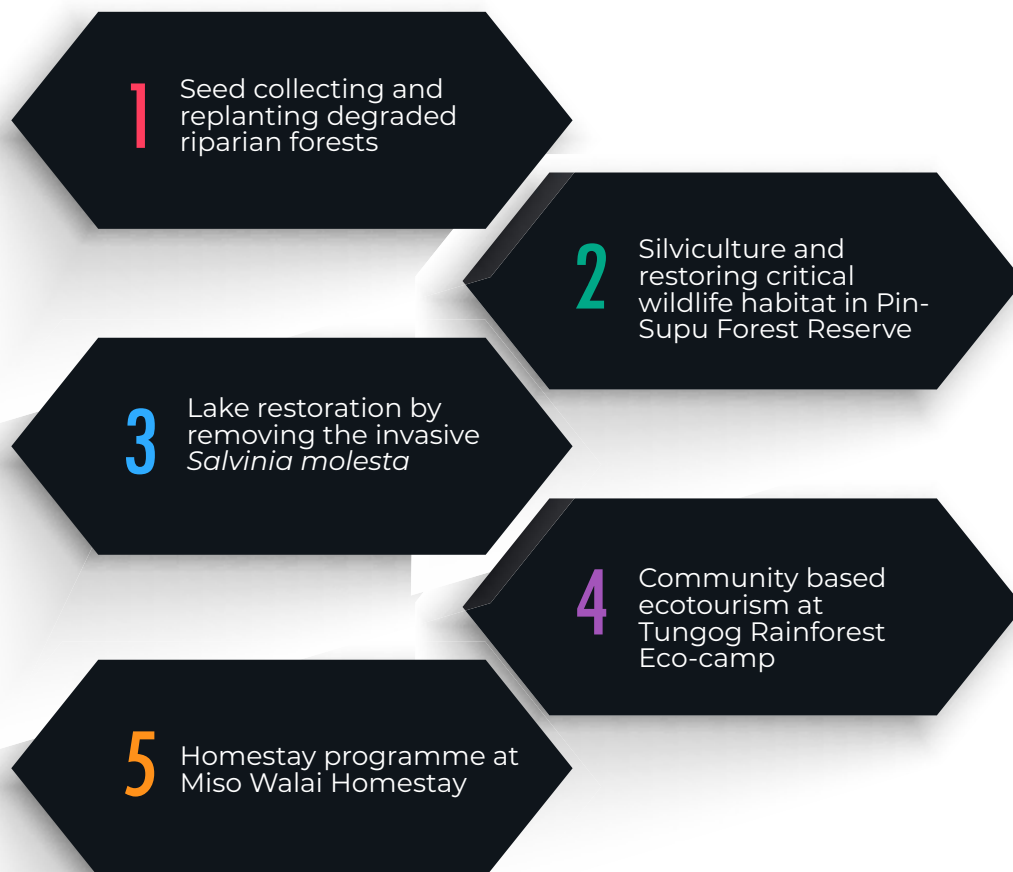 1
Seed collecting and
replanting degraded
riparian forests
2
Silviculture and
restoring critical
wildlife habitat in Pin-
Supu Forest Reserve
3
Lake restoration by
removing the invasive
Salvinia molesta
4
Community based
ecotourism at
Tungog Rainforest
Eco-camp
5
Homestay programme at
Miso Walai Homestay